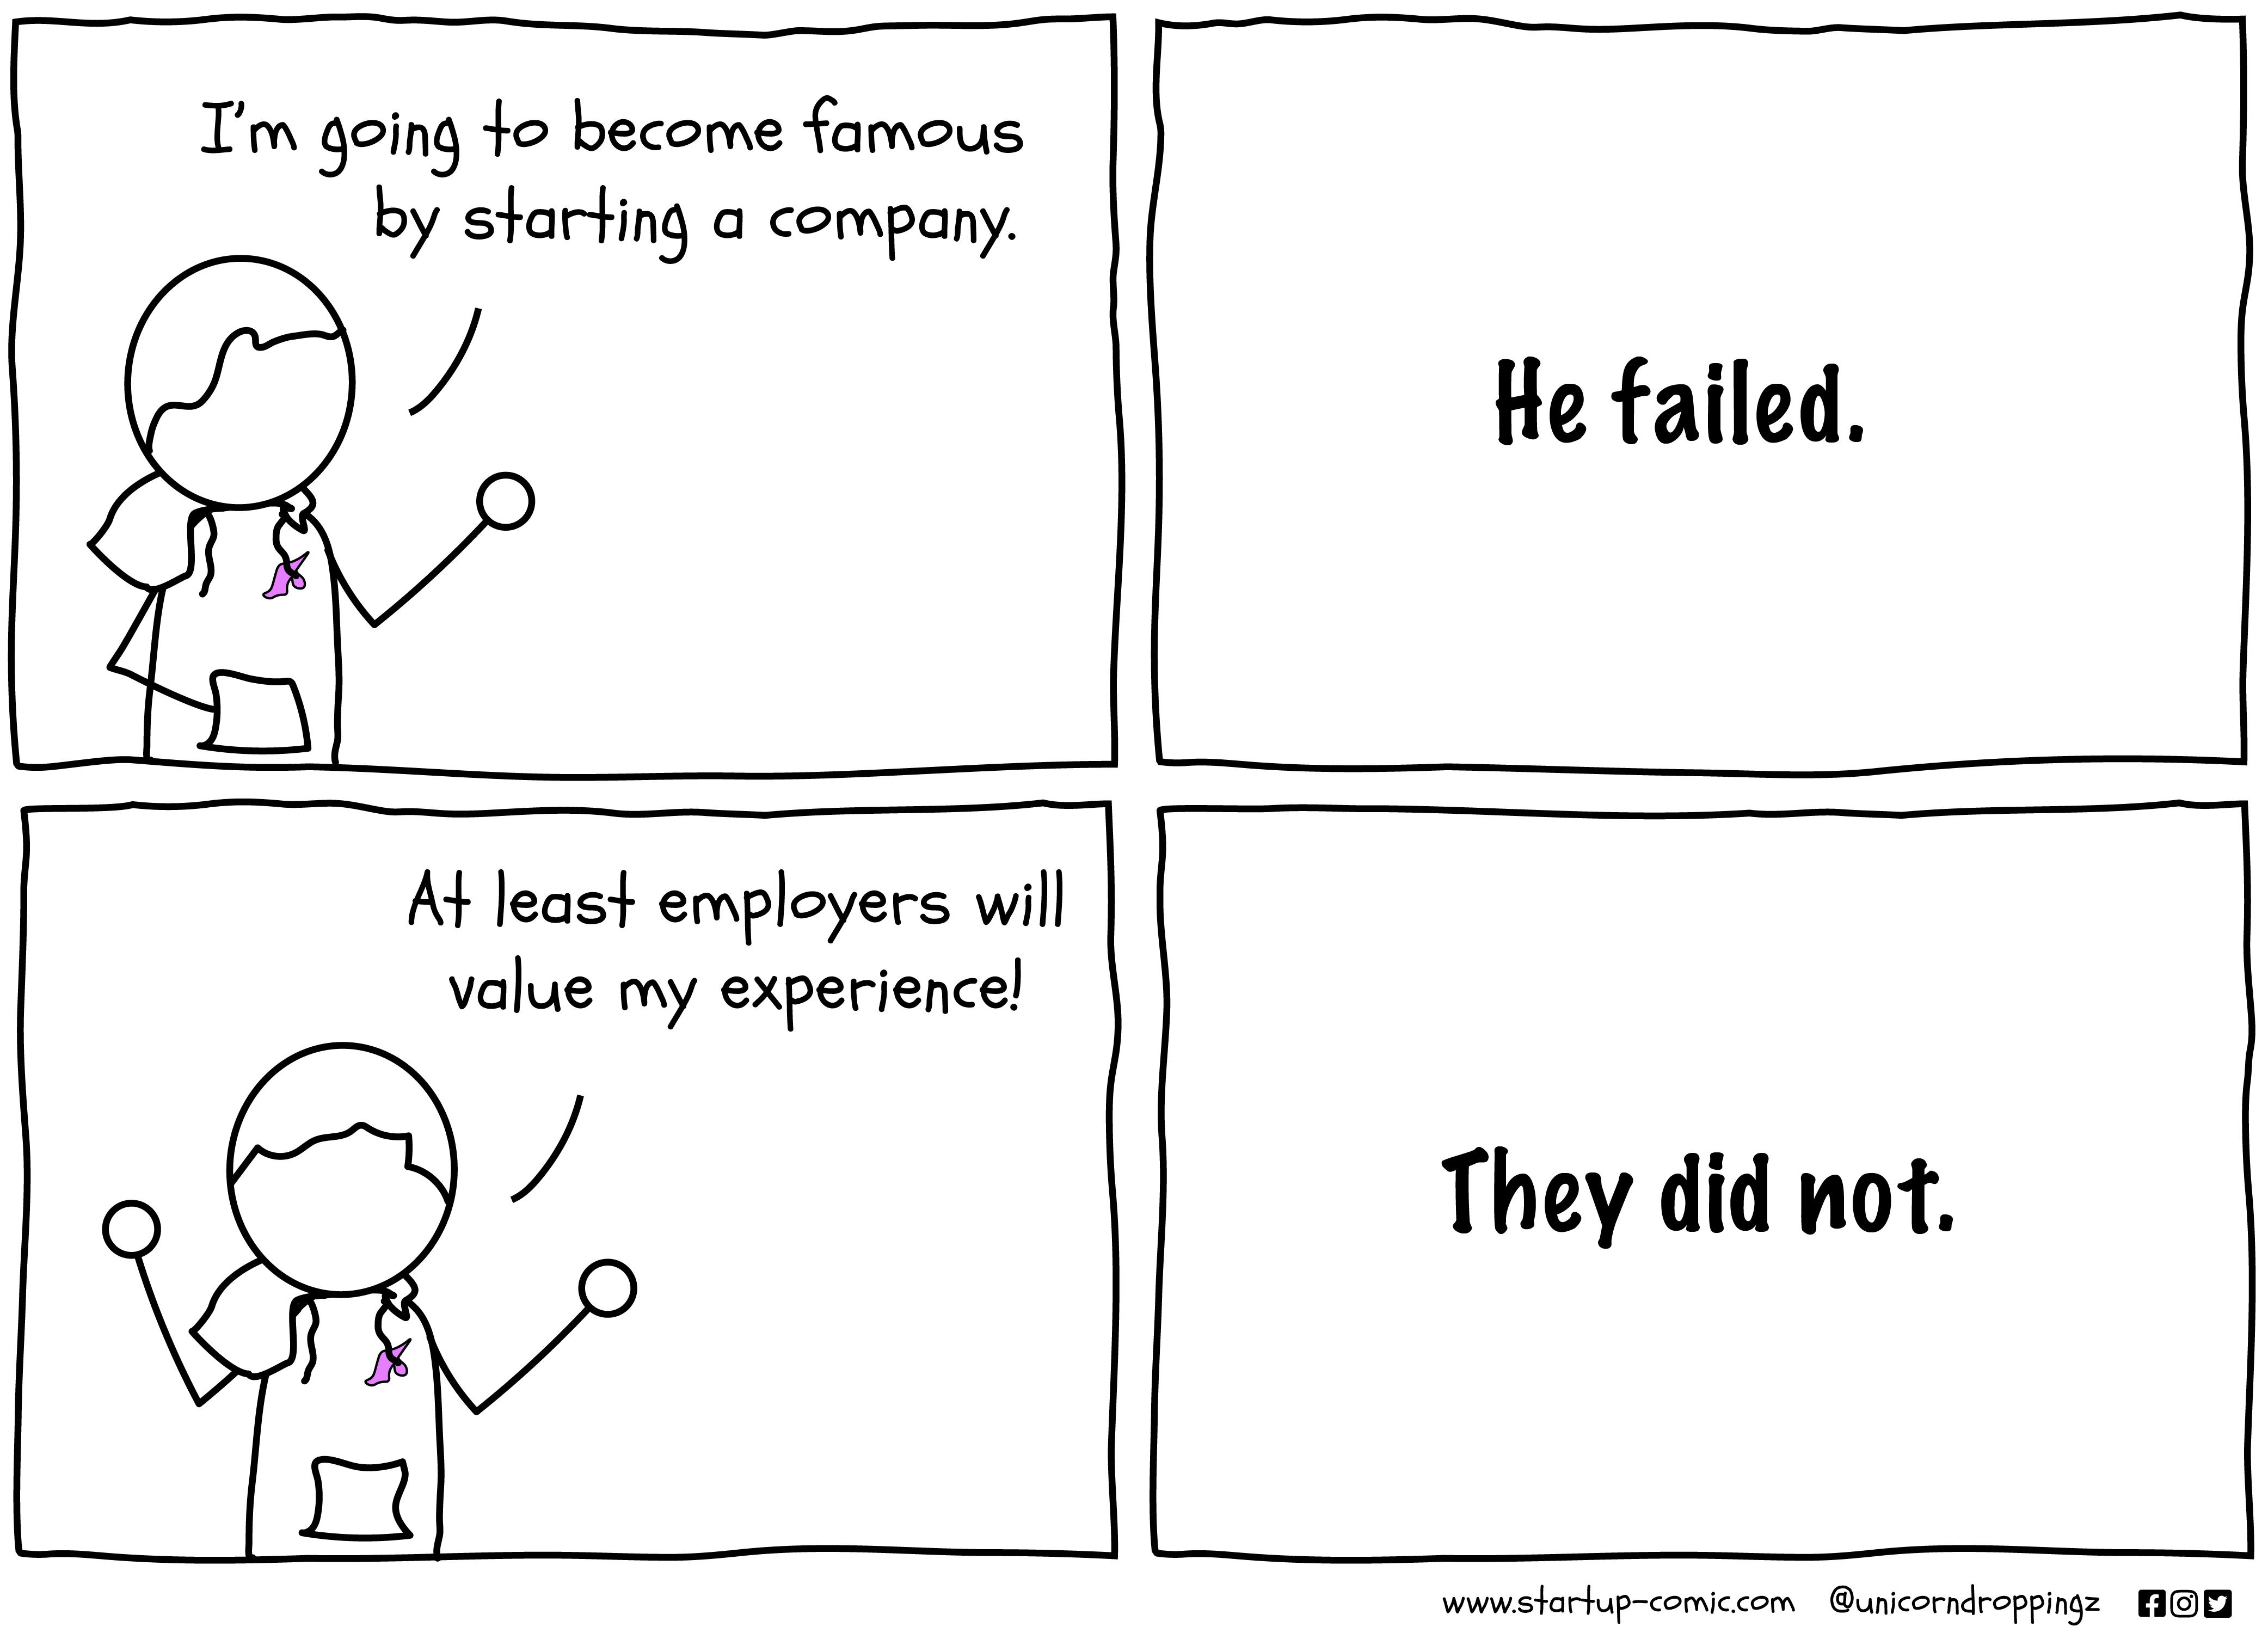 I'm going to become famous
by starting a company.
He failed.
At least employers will
value my experience!
They did not.
www.startup-comic.com @unicorndroppingz